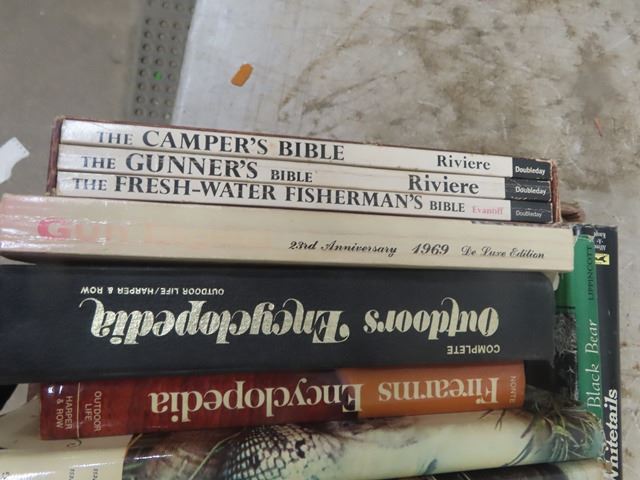 THE CAMPER'S BIBLE Riviere Doubleday
THE GUNNER'S BIBLE Riviere Doubleday
THE FRESH-WATER FISHERMAN'S BIBLE Evanoff Doubleday
Gun 23rd Anniversary 1969 De Luxe Edition
COMPLETE
Outdoors Encyclopedia
OUTDOOR LIFE/HARPER & ROW
Firearms Encyclopedia
NONTE
OUTDOOR
LIFE
HARPER
& ROW
Black Bear
LIPPINCOTT
Whitetails